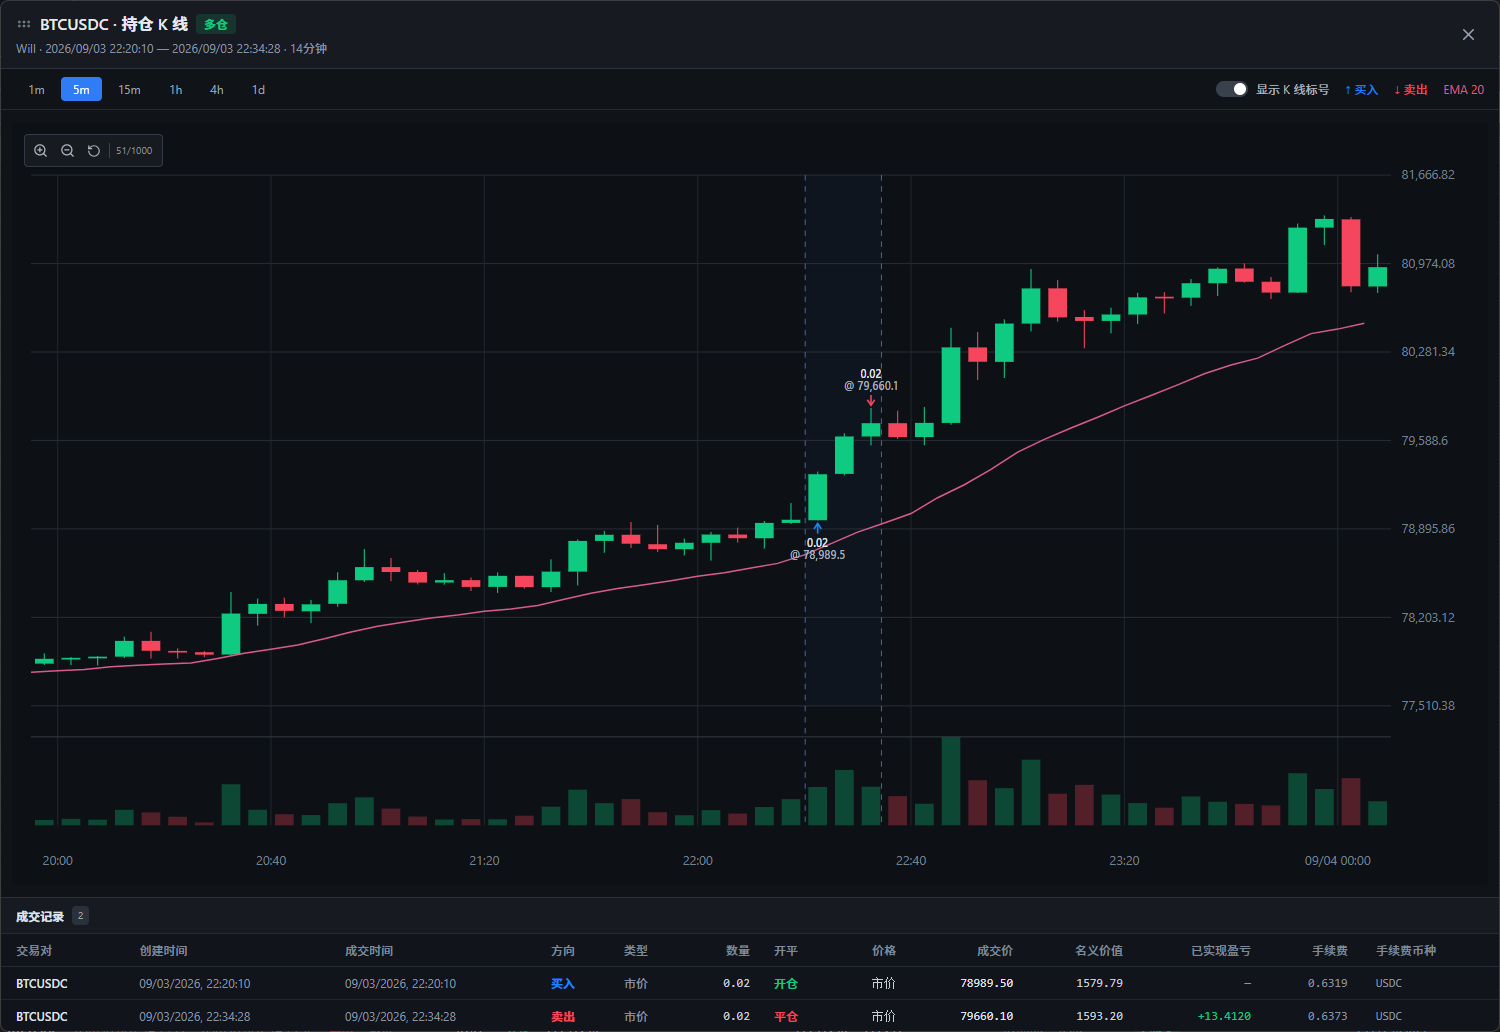 BTCUSDC · 持仓 K 线 多仓
Will · 2026/09/03 22:20:10 — 2026/09/03 22:34:28 · 14分钟
1m 5m 15m 1h 4h 1d
显示 K 线标号 ↑ 买入 ↓ 卖出 EMA 20
51/1000
81,666.82
80,974.08
80,281.34
79,588.6
78,895.86
78,203.12
77,510.38
0.02
@ 79,660.1
0.02
@ 78,989.5
20:00 20:40 21:20 22:00 22:40 23:20 09/04 00:00
成交记录 2
交易对 创建时间 成交时间 方向 类型 数量 开平 价格 成交价 名义价值 已实现盈亏 手续费 手续费币种
BTCUSDC 09/03/2026, 22:20:10 09/03/2026, 22:20:10 买入 市价 0.02 开仓 市价 78989.50 1579.79 — 0.6319 USDC
BTCUSDC 09/03/2026, 22:34:28 09/03/2026, 22:34:28 卖出 市价 0.02 平仓 市价 79660.10 1593.20 +13.4120 0.6373 USDC